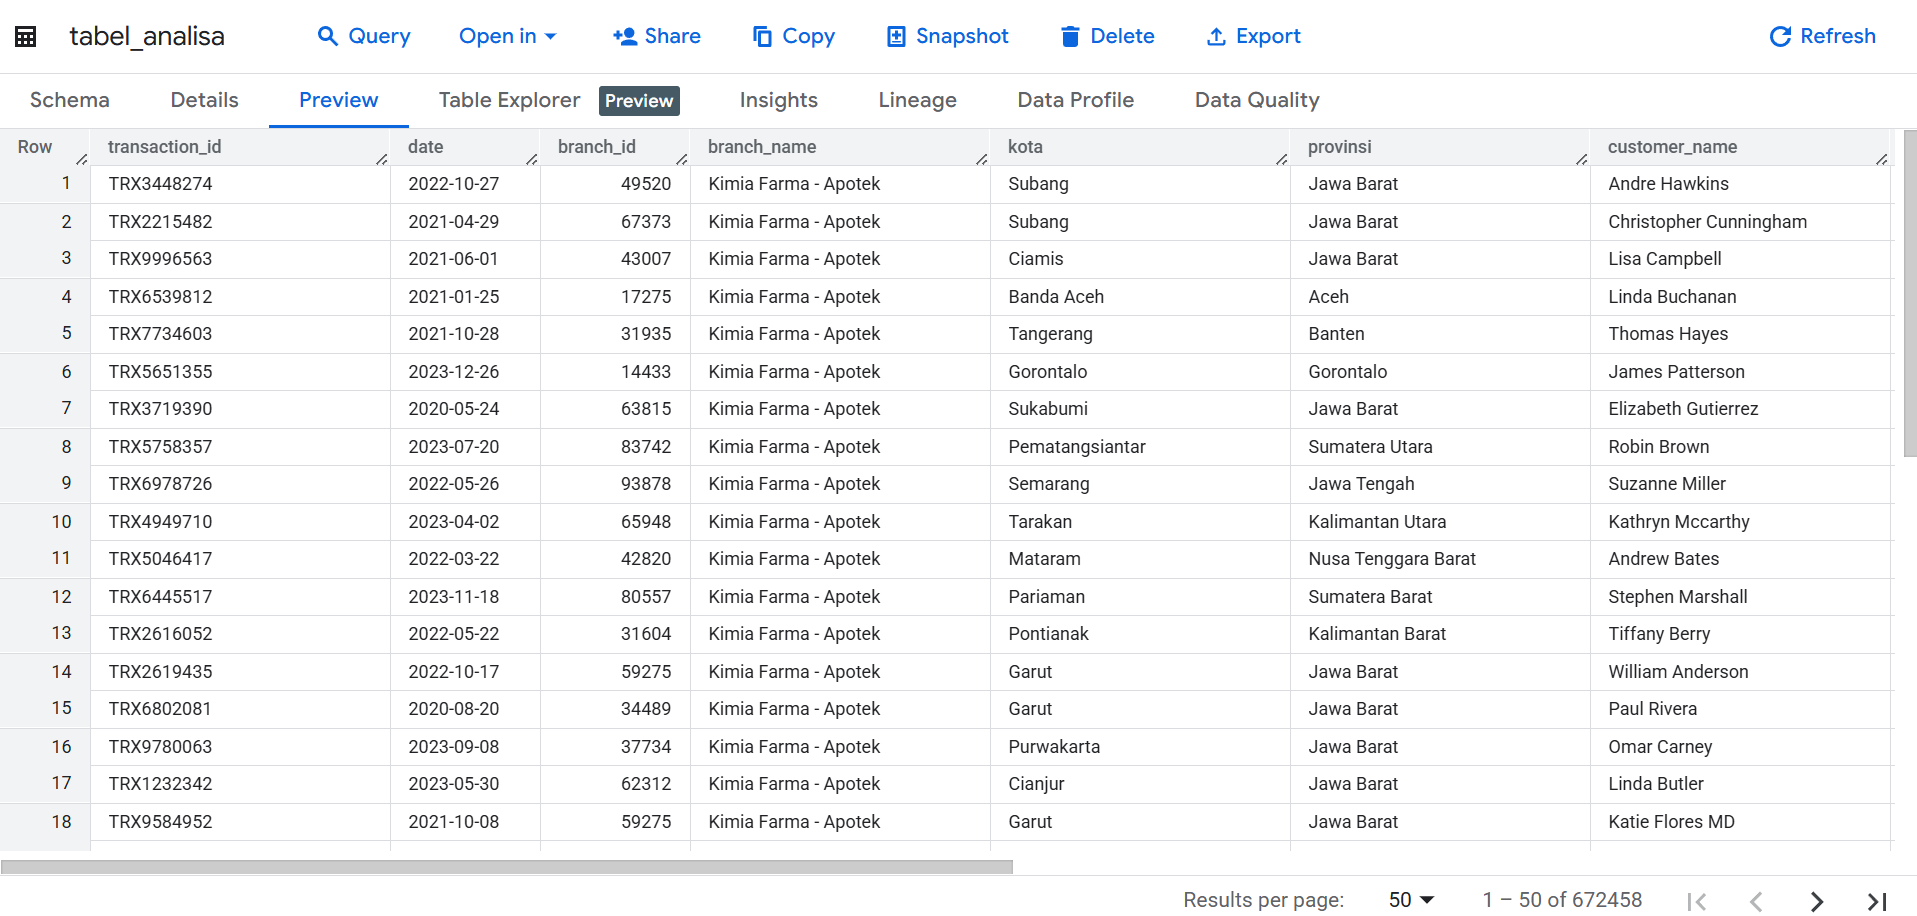 tabel_analisa Query Open in Share Copy Snapshot Delete Export Refresh
Schema Details Preview Table Explorer Preview Insights Lineage Data Profile Data Quality
Row transaction_id date branch_id branch_name kota provinsi customer_name
1 TRX3448274 2022-10-27 49520 Kimia Farma - Apotek Subang Jawa Barat Andre Hawkins
2 TRX2215482 2021-04-29 67373 Kimia Farma - Apotek Subang Jawa Barat Christopher Cunningham
3 TRX9996563 2021-06-01 43007 Kimia Farma - Apotek Ciamis Jawa Barat Lisa Campbell
4 TRX6539812 2021-01-25 17275 Kimia Farma - Apotek Banda Aceh Aceh Linda Buchanan
5 TRX7734603 2021-10-28 31935 Kimia Farma - Apotek Tangerang Banten Thomas Hayes
6 TRX5651355 2023-12-26 14433 Kimia Farma - Apotek Gorontalo Gorontalo James Patterson
7 TRX3719390 2020-05-24 63815 Kimia Farma - Apotek Sukabumi Jawa Barat Elizabeth Gutierrez
8 TRX5758357 2023-07-20 83742 Kimia Farma - Apotek Pematangsiantar Sumatera Utara Robin Brown
9 TRX6978726 2022-05-26 93878 Kimia Farma - Apotek Semarang Jawa Tengah Suzanne Miller
10 TRX4949710 2023-04-02 65948 Kimia Farma - Apotek Tarakan Kalimantan Utara Kathryn Mccarthy
11 TRX5046417 2022-03-22 42820 Kimia Farma - Apotek Mataram Nusa Tenggara Barat Andrew Bates
12 TRX6445517 2023-11-18 80557 Kimia Farma - Apotek Pariaman Sumatera Barat Stephen Marshall
13 TRX2616052 2022-05-22 31604 Kimia Farma - Apotek Pontianak Kalimantan Barat Tiffany Berry
14 TRX2619435 2022-10-17 59275 Kimia Farma - Apotek Garut Jawa Barat William Anderson
15 TRX6802081 2020-08-20 34489 Kimia Farma - Apotek Garut Jawa Barat Paul Rivera
16 TRX9780063 2023-09-08 37734 Kimia Farma - Apotek Purwakarta Jawa Barat Omar Carney
17 TRX1232342 2023-05-30 62312 Kimia Farma - Apotek Cianjur Jawa Barat Linda Butler
18 TRX9584952 2021-10-08 59275 Kimia Farma - Apotek Garut Jawa Barat Katie Flores MD
Results per page: 50 1 – 50 of 672458